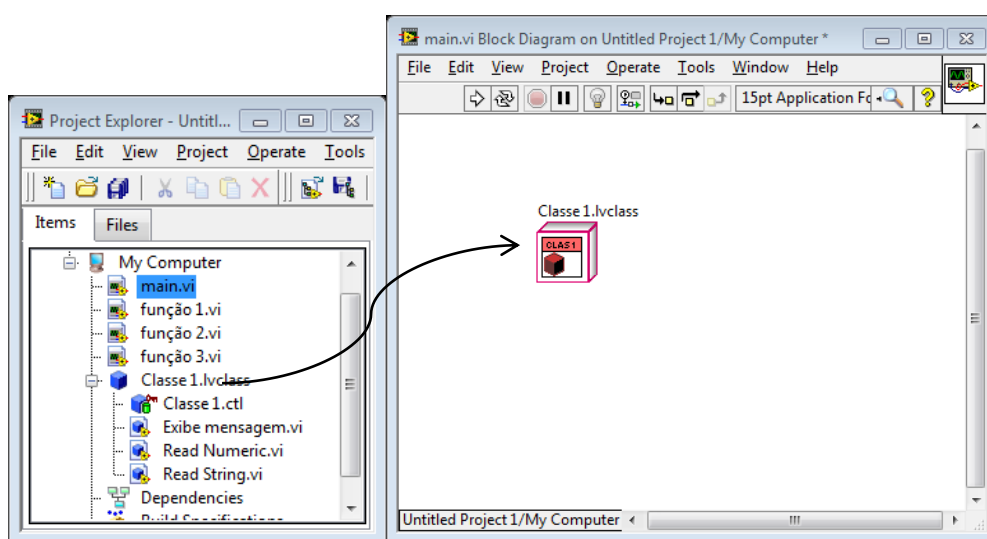 main.vi Block Diagram on Untitled Project 1/My Computer *
File Edit View Project Operate Tools Window Help
15pt Application Fo
Classe 1.lvclass
CLAS 1
Untitled Project 1/My Computer
Project Explorer - Untitl...
File Edit View Project Operate Tools
Items Files
My Computer
main.vi
função 1.vi
função 2.vi
função 3.vi
Classe 1.lvclass
Classe 1.ctl
Exibe mensagem.vi
Read Numeric.vi
Read String.vi
Dependencies
Build Specifications